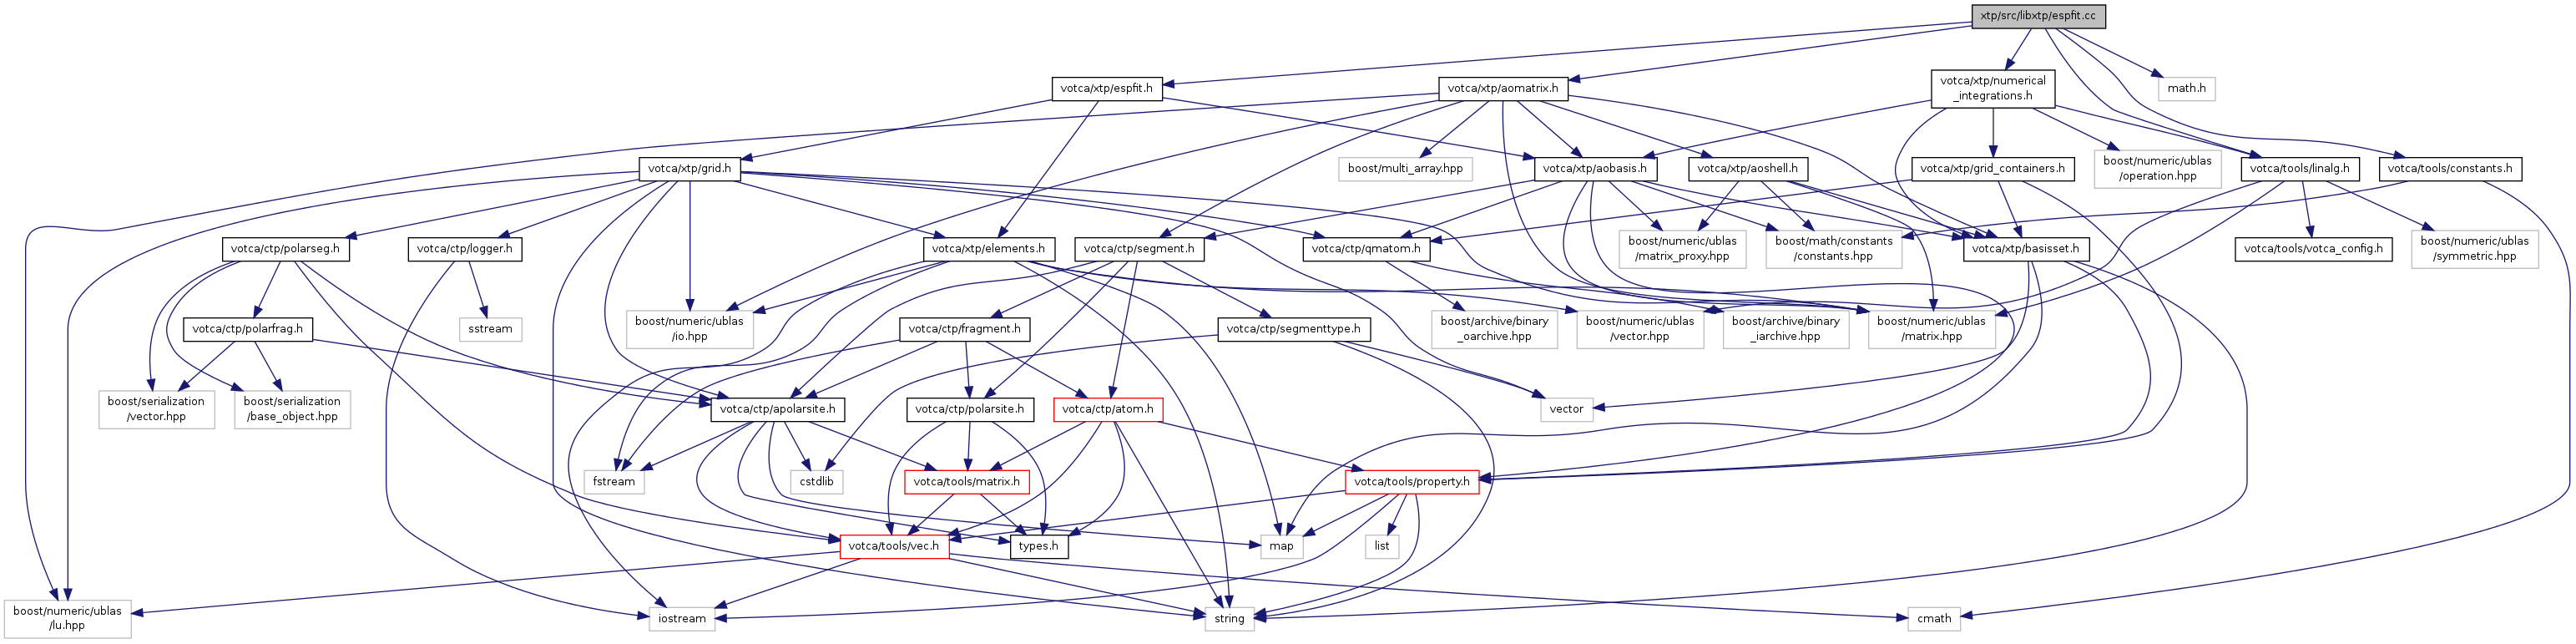 xtp/src/libxtp/espfit.cc
votca/xtp/espfit.h
votca/xtp/aomatrix.h
votca/xtp/numerical
_integrations.h
math.h
votca/xtp/grid.h
boost/multi_array.hpp
votca/xtp/aobasis.h
votca/xtp/aoshell.h
votca/xtp/grid_containers.h
boost/numeric/ublas
/operation.hpp
votca/tools/linalg.h
votca/tools/constants.h
votca/ctp/polarseg.h
votca/ctp/logger.h
votca/xtp/elements.h
votca/ctp/segment.h
votca/ctp/qmatom.h
boost/numeric/ublas
/matrix_proxy.hpp
boost/math/constants
/constants.hpp
votca/xtp/basisset.h
votca/tools/votca_config.h
boost/numeric/ublas
/symmetric.hpp
votca/ctp/polarfrag.h
sstream
boost/numeric/ublas
/io.hpp
votca/ctp/fragment.h
votca/ctp/segmenttype.h
boost/archive/binary
_oarchive.hpp
boost/numeric/ublas
/vector.hpp
boost/archive/binary
_iarchive.hpp
boost/numeric/ublas
/matrix.hpp
boost/serialization
/vector.hpp
boost/serialization
/base_object.hpp
votca/ctp/apolarsite.h
votca/ctp/polarsite.h
votca/ctp/atom.h
vector
fstream
cstdlib
votca/tools/matrix.h
votca/tools/property.h
votca/tools/vec.h
types.h
map
list
boost/numeric/ublas
/lu.hpp
iostream
string
cmath